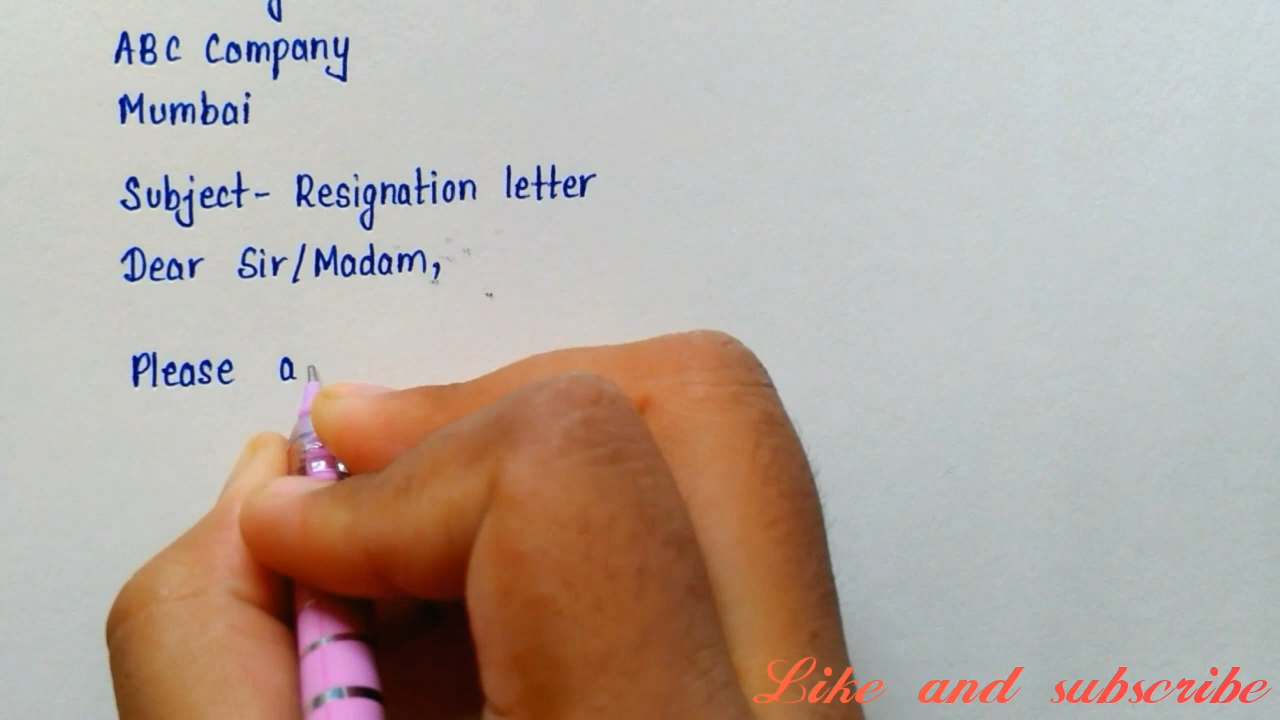 ABC Company
Mumbai
Subject- Resignation letter
Dear Sir/Madam,
Please a
Like and subscribe